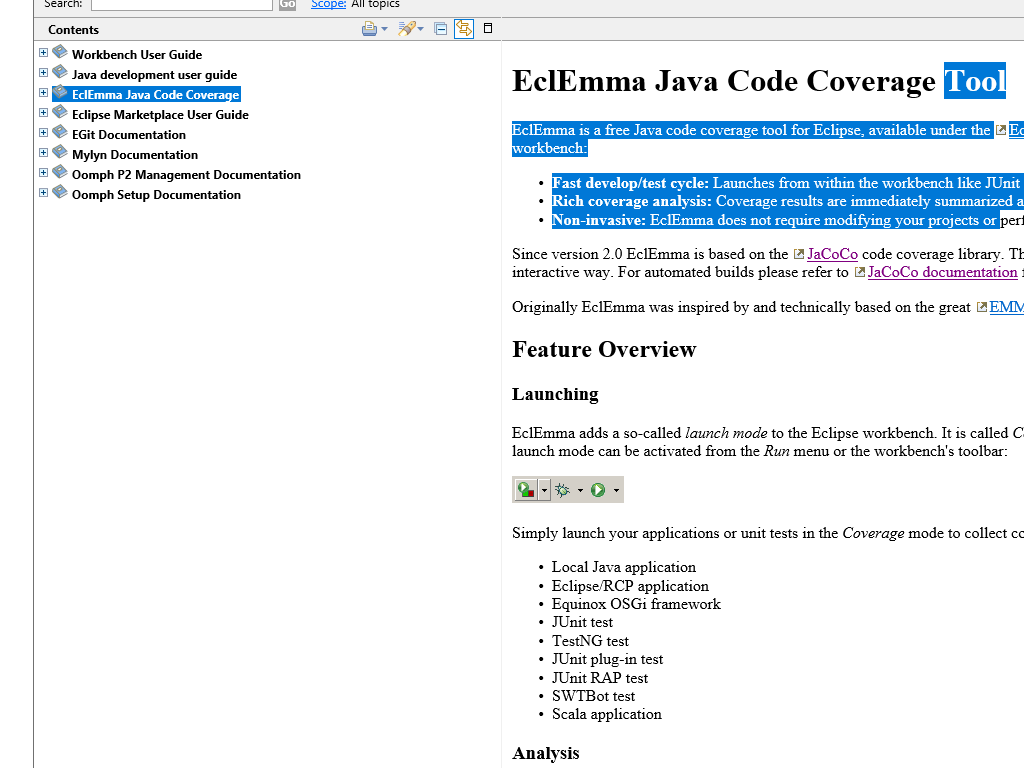 Search: Go Scope: All topics
Contents
Workbench User Guide
Java development user guide
EclEmma Java Code Coverage
Eclipse Marketplace User Guide
EGit Documentation
Mylyn Documentation
Oomph P2 Management Documentation
Oomph Setup Documentation
EclEmma Java Code Coverage Tool
EclEmma is a free Java code coverage tool for Eclipse, available under the Ec
workbench:
• Fast develop/test cycle: Launches from within the workbench like JUnit
• Rich coverage analysis: Coverage results are immediately summarized a
• Non-invasive: EclEmma does not require modifying your projects or perf
Since version 2.0 EclEmma is based on the JaCoCo code coverage library. Th
interactive way. For automated builds please refer to JaCoCo documentation
Originally EclEmma was inspired by and technically based on the great EMM
Feature Overview
Launching
EclEmma adds a so-called launch mode to the Eclipse workbench. It is called C
launch mode can be activated from the Run menu or the workbench's toolbar:
Simply launch your applications or unit tests in the Coverage mode to collect co
• Local Java application
• Eclipse/RCP application
• Equinox OSGi framework
• JUnit test
• TestNG test
• JUnit plug-in test
• JUnit RAP test
• SWTBot test
• Scala application
Analysis